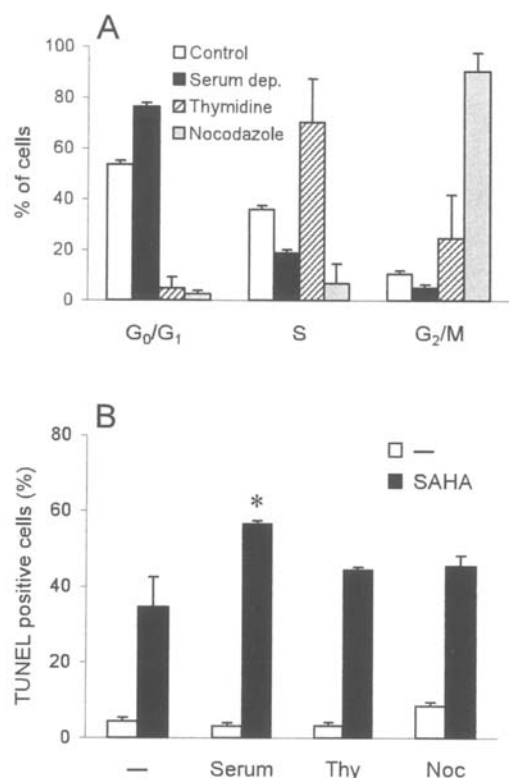 A
100
80
60
40
20
0
% of cells
Control
Serum dep.
Thymidine
Nocodazole
G₀/G₁ S G₂/M
B
80
60
40
20
0
TUNEL positive cells (%)
—
SAHA
*
— Serum Thy Noc